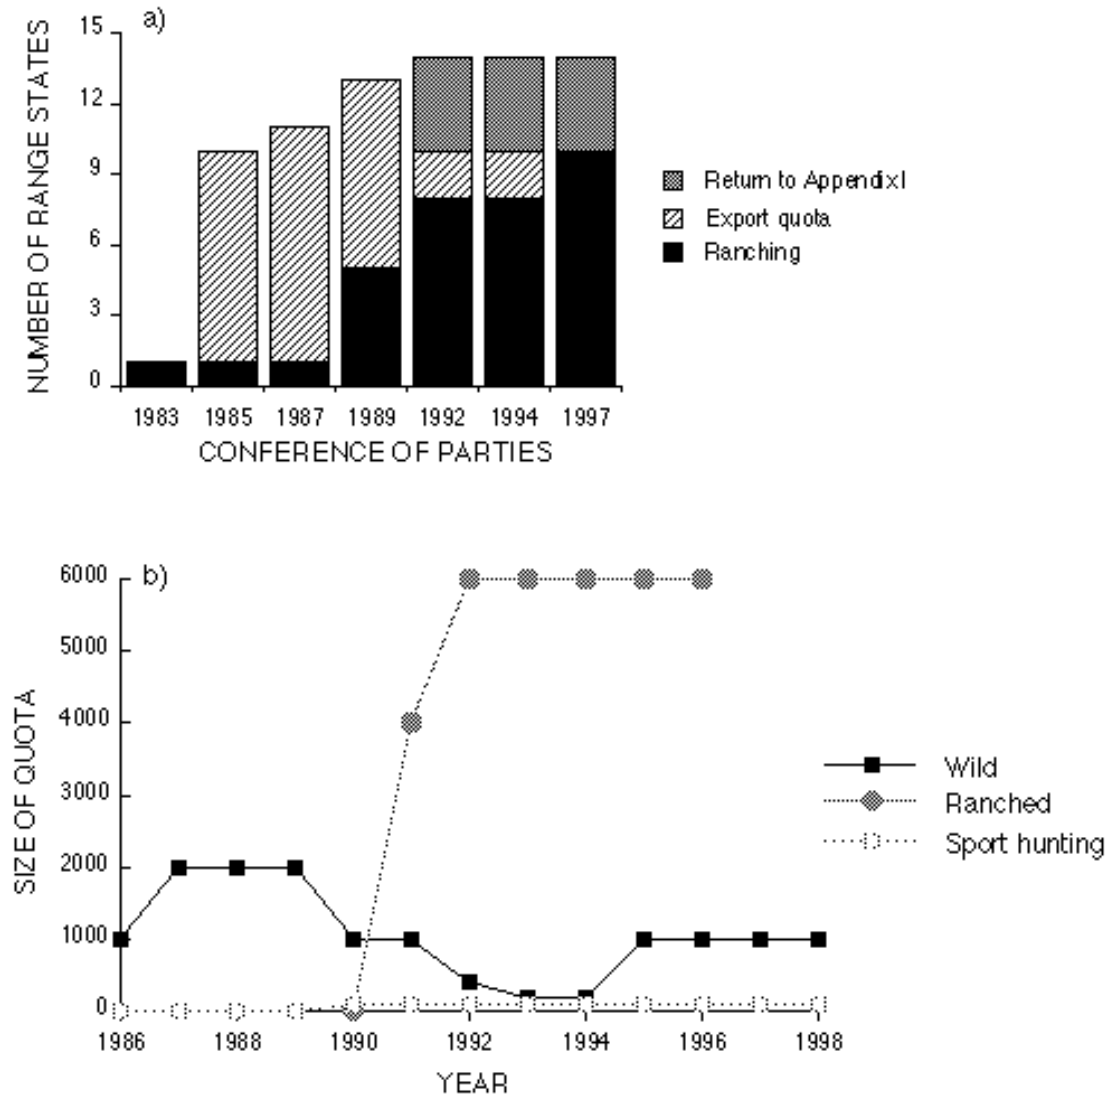 a)
NUMBER OF RANGE STATES
15
12
9
6
3
0
1983 1985 1987 1989 1992 1994 1997
CONFERENCE OF PARTIES
Return to Appendix I
Export quota
Ranching
b)
SIZE OF QUOTA
6000
5000
4000
3000
2000
1000
0
1986 1988 1990 1992 1994 1996 1998
YEAR
Wild
Ranched
Sport hunting